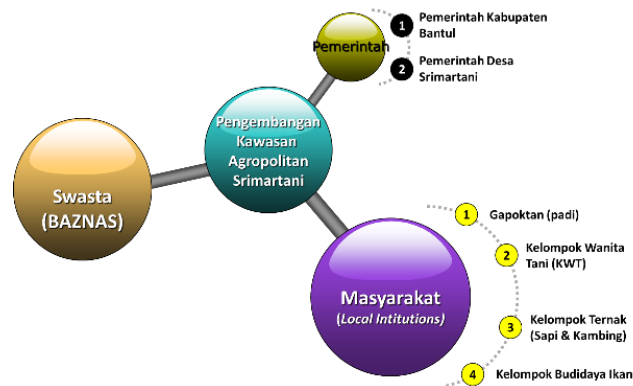 Pemerintah
1
Pemerintah Kabupaten
Bantul
2
Pemerintah Desa
Srimartani
Pengembangan
Kawasan
Agropolitan
Srimartani
Swasta
(BAZNAS)
Masyarakat
(Local Intitutions)
1
Gapoktan (padi)
2
Kelompok Wanita
Tani (KWT)
3
Kelompok Ternak
(Sapi & Kambing)
4
Kelompok Budidaya Ikan